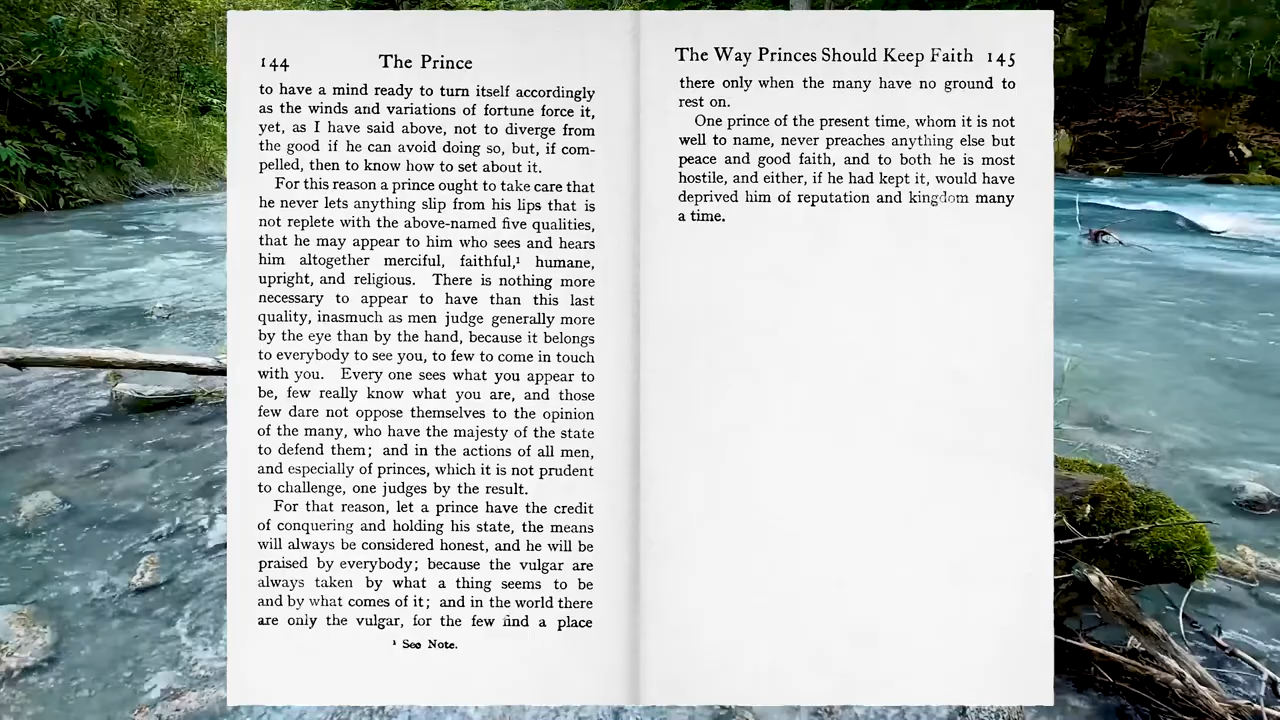 144 The Prince
to have a mind ready to turn itself accordingly
as the winds and variations of fortune force it,
yet, as I have said above, not to diverge from
the good if he can avoid doing so, but, if com-
pelled, then to know how to set about it.
For this reason a prince ought to take care that
he never lets anything slip from his lips that is
not replete with the above-named five qualities,
that he may appear to him who sees and hears
him altogether merciful, faithful,¹ humane,
upright, and religious. There is nothing more
necessary to appear to have than this last
quality, inasmuch as men judge generally more
by the eye than by the hand, because it belongs
to everybody to see you, to few to come in touch
with you. Every one sees what you appear to
be, few really know what you are, and those
few dare not oppose themselves to the opinion
of the many, who have the majesty of the state
to defend them; and in the actions of all men,
and especially of princes, which it is not prudent
to challenge, one judges by the result.
For that reason, let a prince have the credit
of conquering and holding his state, the means
will always be considered honest, and he will be
praised by everybody; because the vulgar are
always taken by what a thing seems to be
and by what comes of it; and in the world there
are only the vulgar, for the few find a place
¹ See Note.
The Way Princes Should Keep Faith 145
there only when the many have no ground to
rest on.
One prince of the present time, whom it is not
well to name, never preaches anything else but
peace and good faith, and to both he is most
hostile, and either, if he had kept it, would have
deprived him of reputation and kingdom many
a time.